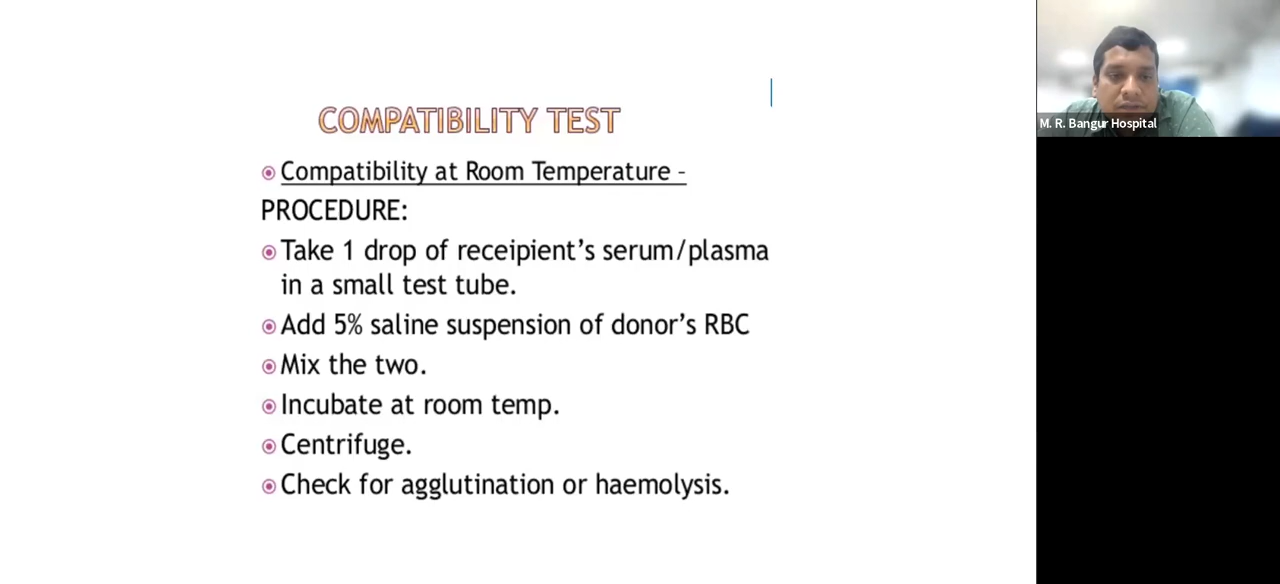 COMPATIBILITY TEST
Compatibility at Room Temperature -
PROCEDURE:
Take 1 drop of receipient's serum/plasma
in a small test tube.
Add 5% saline suspension of donor's RBC
Mix the two.
Incubate at room temp.
Centrifuge.
Check for agglutination or haemolysis.
M. R. Bangur Hospital